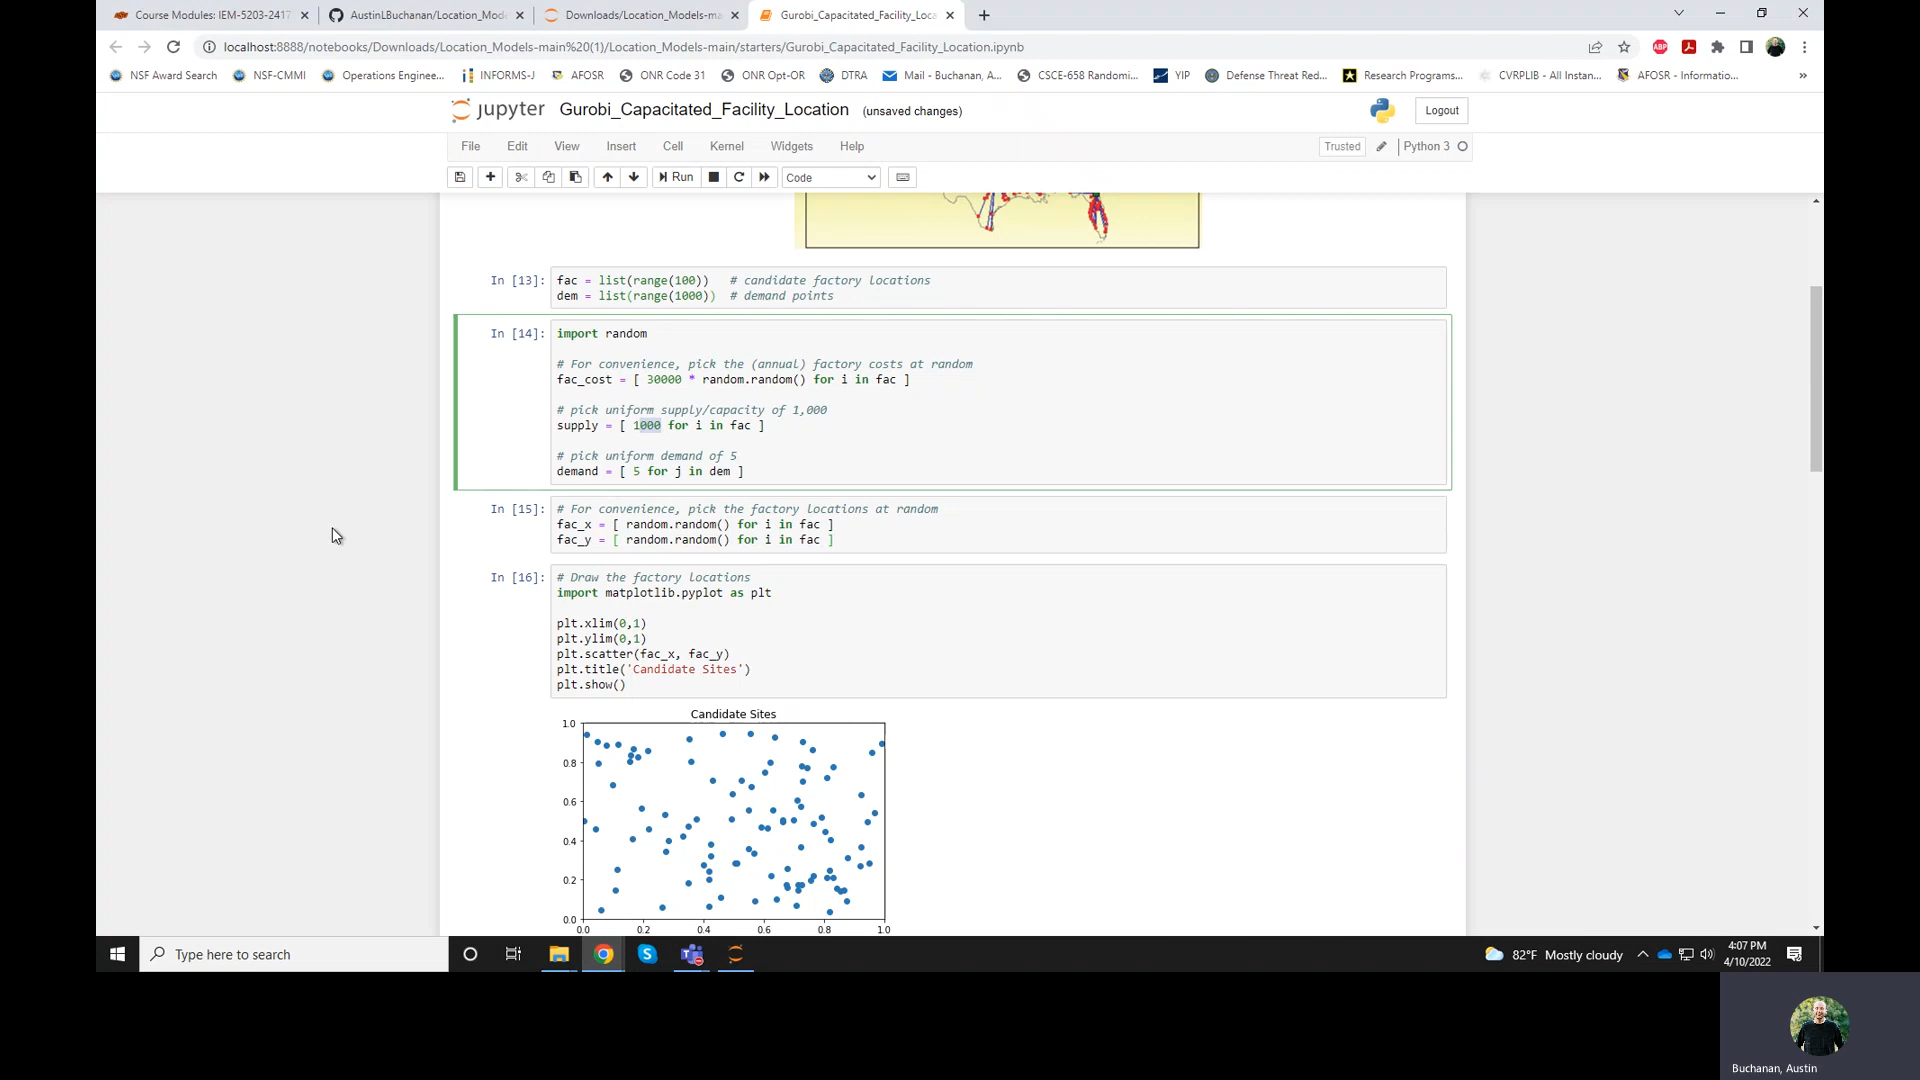 Course Modules: IEM-5203-2417
AustinLBuchanan/Location_Mode
Downloads/Location_Models-ma
Gurobi_Capacitated_Facility_Loca
localhost:8888/notebooks/Downloads/Location_Models-main%20(1)/Location_Models-main/starters/Gurobi_Capacitated_Facility_Location.ipynb
NSF Award Search
NSF-CMMI
Operations Enginee...
INFORMS-J
AFOSR
ONR Code 31
ONR Opt-OR
DTRA
Mail - Buchanan, A...
CSCE-658 Randomi...
YIP
Defense Threat Red...
Research Programs...
CVRPLIB - All Instan...
AFOSR - Informatio...
jupyter Gurobi_Capacitated_Facility_Location (unsaved changes)
Logout
File Edit View Insert Cell Kernel Widgets Help
Trusted
Python 3
Run
Code
In [13]:
fac = list(range(100)) # candidate factory locations
dem = list(range(1000)) # demand points
In [14]:
import random
# For convenience, pick the (annual) factory costs at random
fac_cost = [ 30000 * random.random() for i in fac ]
# pick uniform supply/capacity of 1,000
supply = [ 1000 for i in fac ]
# pick uniform demand of 5
demand = [ 5 for j in dem ]
In [15]:
# For convenience, pick the factory locations at random
fac_x = [ random.random() for i in fac ]
fac_y = [ random.random() for i in fac ]
In [16]:
# Draw the factory locations
import matplotlib.pyplot as plt
plt.xlim(0,1)
plt.ylim(0,1)
plt.scatter(fac_x, fac_y)
plt.title('Candidate Sites')
plt.show()
Candidate Sites
1.0
0.8
0.6
0.4
0.2
0.0
0.0 0.2 0.4 0.6 0.8 1.0
Type here to search
82°F Mostly cloudy
4:07 PM
4/10/2022
Buchanan, Austin
ABP